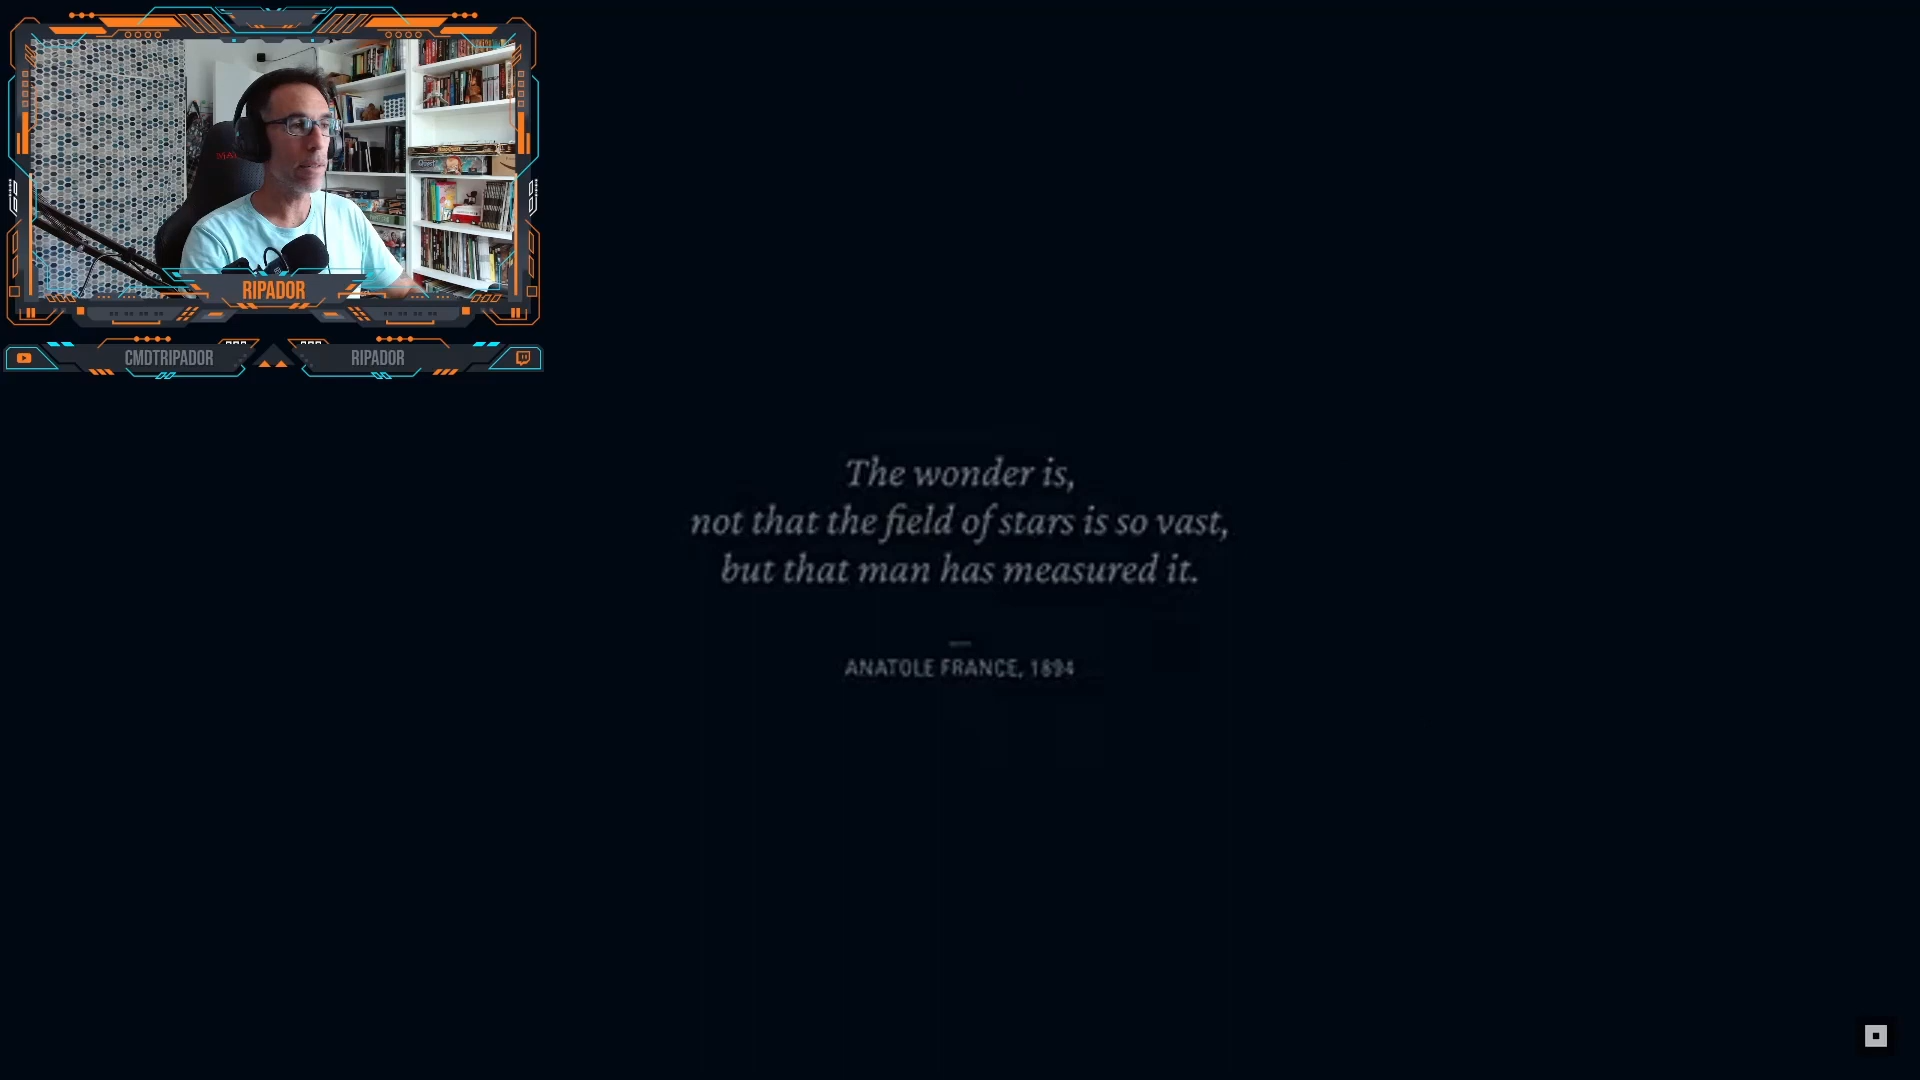 RIPADOR
CMDTRIPADOR
RIPADOR
The wonder is,
not that the field of stars is so vast,
but that man has measured it.
—
ANATOLE FRANCE, 1894